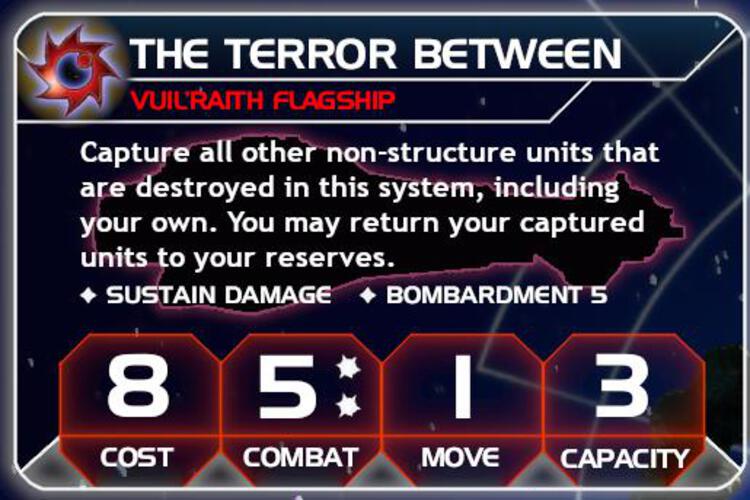 THE TERROR BETWEEN
VUIL'RAITH FLAGSHIP
Capture all other non-structure units that
are destroyed in this system, including
your own. You may return your captured
units to your reserves.
◆ SUSTAIN DAMAGE ◆ BOMBARDMENT 5
8 5 1 3
COST COMBAT MOVE CAPACITY